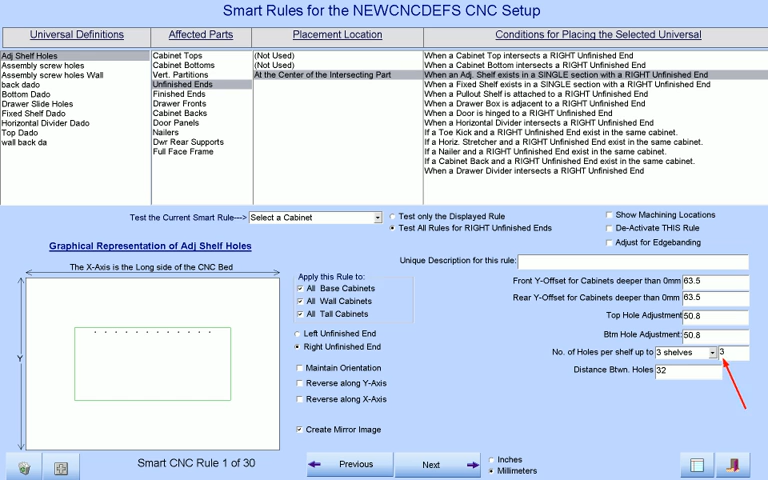 Smart Rules for the NEWCNCDEFS CNC Setup
Universal Definitions
Affected Parts
Placement Location
Conditions for Placing the Selected Universal
Adj Shelf Holes
Assembly screw holes
Assembly screw holes Wall
back dado
Bottom Dado
Drawer Slide Holes
Fixed Shelf Dado
Horizontal Divider Dado
Top Dado
wall back da
Cabinet Tops
Cabinet Bottoms
Vert. Partitions
Unfinished Ends
Finished Ends
Drawer Fronts
Cabinet Backs
Door Panels
Nailers
Dwr Rear Supports
Full Face Frame
(Not Used)
(Not Used)
At the Center of the Intersecting Part
When a Cabinet Top intersects a RIGHT Unfinished End
When a Cabinet Bottom intersects a RIGHT Unfinished End
When an Adj. Shelf exists in a SINGLE section with a RIGHT Unfinished End
When a Fixed Shelf exists in a SINGLE section with a RIGHT Unfinished End
When a Pullout Shelf is attached to a RIGHT Unfinished End
When a Drawer Box is adjacent to a RIGHT Unfinished End
When a Door is hinged to a RIGHT Unfinished End
When a Horizontal Divider intersects a RIGHT Unfinished End
If a Toe Kick and a RIGHT Unfinished End exist in the same cabinet.
If a Horiz. Stretcher and a RIGHT Unfinished End exist in the same cabinet.
If a Nailer and a RIGHT Unfinished End exist in the same cabinet.
If a Cabinet Back and a RIGHT Unfinished End exist in the same cabinet.
When a Drawer Divider intersects a RIGHT Unfinished End
Test the Current Smart Rule--->
Select a Cabinet
Test only the Displayed Rule
Test All Rules for RIGHT Unfinished Ends
Show Machining Locations
De-Activate THIS Rule
Adjust for Edgebanding
Graphical Representation of Adj Shelf Holes
The X-Axis is the Long side of the CNC Bed
Y
Apply this Rule to:
All Base Cabinets
All Wall Cabinets
All Tall Cabinets
Left Unfinished End
Right Unfinished End
Maintain Orientation
Reverse along Y-Axis
Reverse along X-Axis
Create Mirror Image
Unique Description for this rule:
Front Y-Offset for Cabinets deeper than 0mm 63.5
Rear Y-Offset for Cabinets deeper than 0mm 63.5
Top Hole Adjustment 50.8
Btm Hole Adjustment 50.8
No. of Holes per shelf up to 3 shelves 3
Distance Btwn. Holes 32
Smart CNC Rule 1 of 30
Previous
Next
Inches
Millimeters